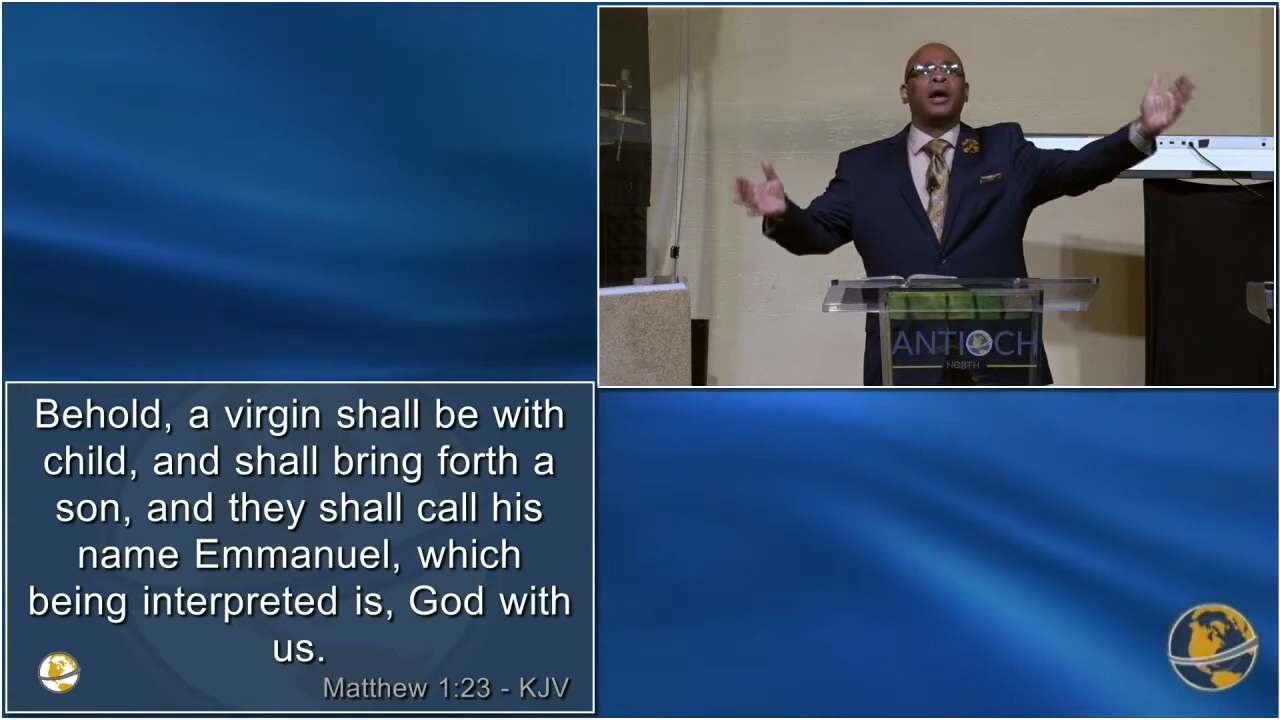 Behold, a virgin shall be with
child, and shall bring forth a
son, and they shall call his
name Emmanuel, which
being interpreted is, God with
us.
Matthew 1:23 - KJV
ANTIOCH
NORTH